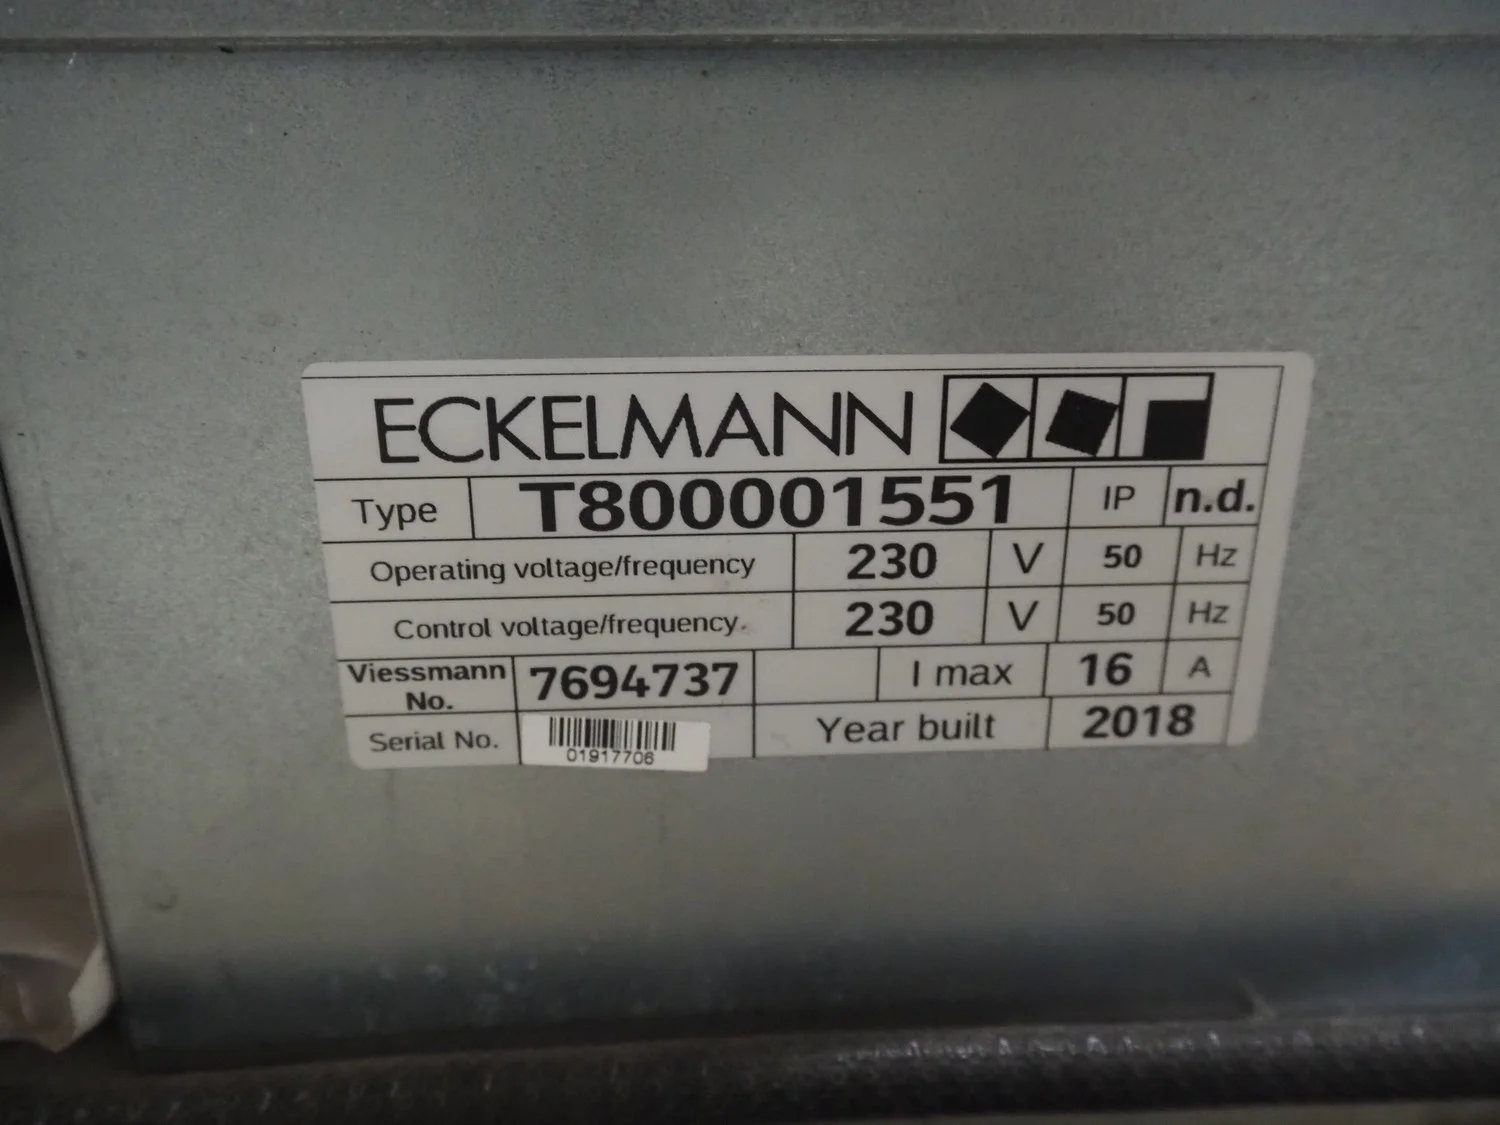 ECKELMANN
Type T800001551 IP n.d.
Operating voltage/frequency 230 V 50 Hz
Control voltage/frequency. 230 V 50 Hz
Viessmann No. 7694737 I max 16 A
Serial No. 01917706 Year built 2018